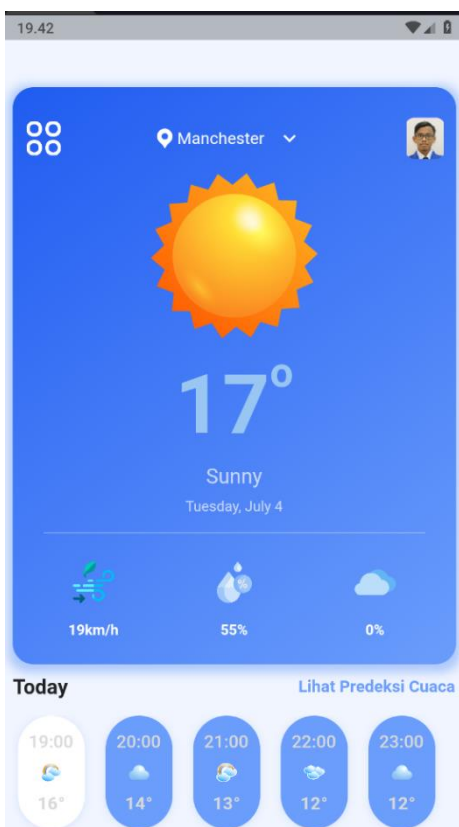 19.42
Manchester
17°
Sunny
Tuesday, July 4
19km/h 55% 0%
Today Lihat Predeksi Cuaca
19:00 20:00 21:00 22:00 23:00
16° 14° 13° 12° 12°